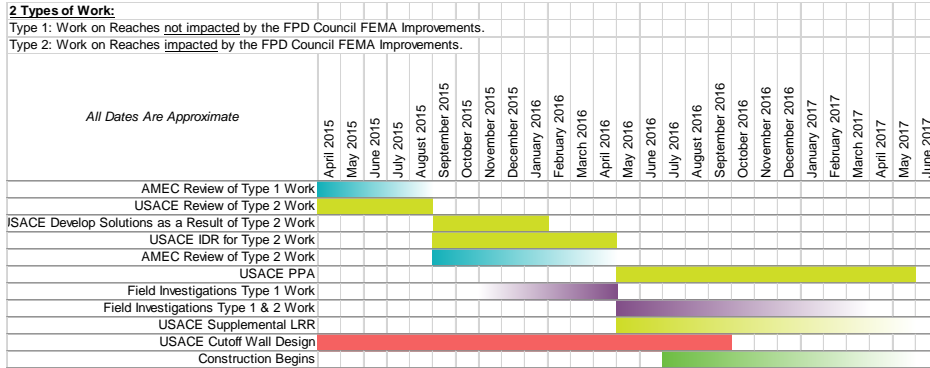 2 Types of Work:
Type 1: Work on Reaches not impacted by the FPD Council FEMA Improvements.
Type 2: Work on Reaches impacted by the FPD Council FEMA Improvements.
All Dates Are Approximate
April 2015
May 2015
June 2015
July 2015
August 2015
September 2015
October 2015
November 2015
December 2015
January 2016
February 2016
March 2016
April 2016
May 2016
June 2016
July 2016
August 2016
September 2016
October 2016
November 2016
December 2016
January 2017
February 2017
March 2017
April 2017
May 2017
June 2017
AMEC Review of Type 1 Work
USACE Review of Type 2 Work
USACE Develop Solutions as a Result of Type 2 Work
USACE IDR for Type 2 Work
AMEC Review of Type 2 Work
USACE PPA
Field Investigations Type 1 Work
Field Investigations Type 1 & 2 Work
USACE Supplemental LRR
USACE Cutoff Wall Design
Construction Begins